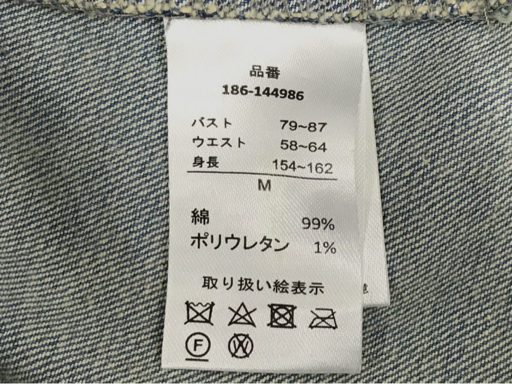 品番
186-144986
バスト 79~87
ウエスト 58~64
身長 154~162
M
綿 99%
ポリウレタン 1%
取り扱い絵表示
F W